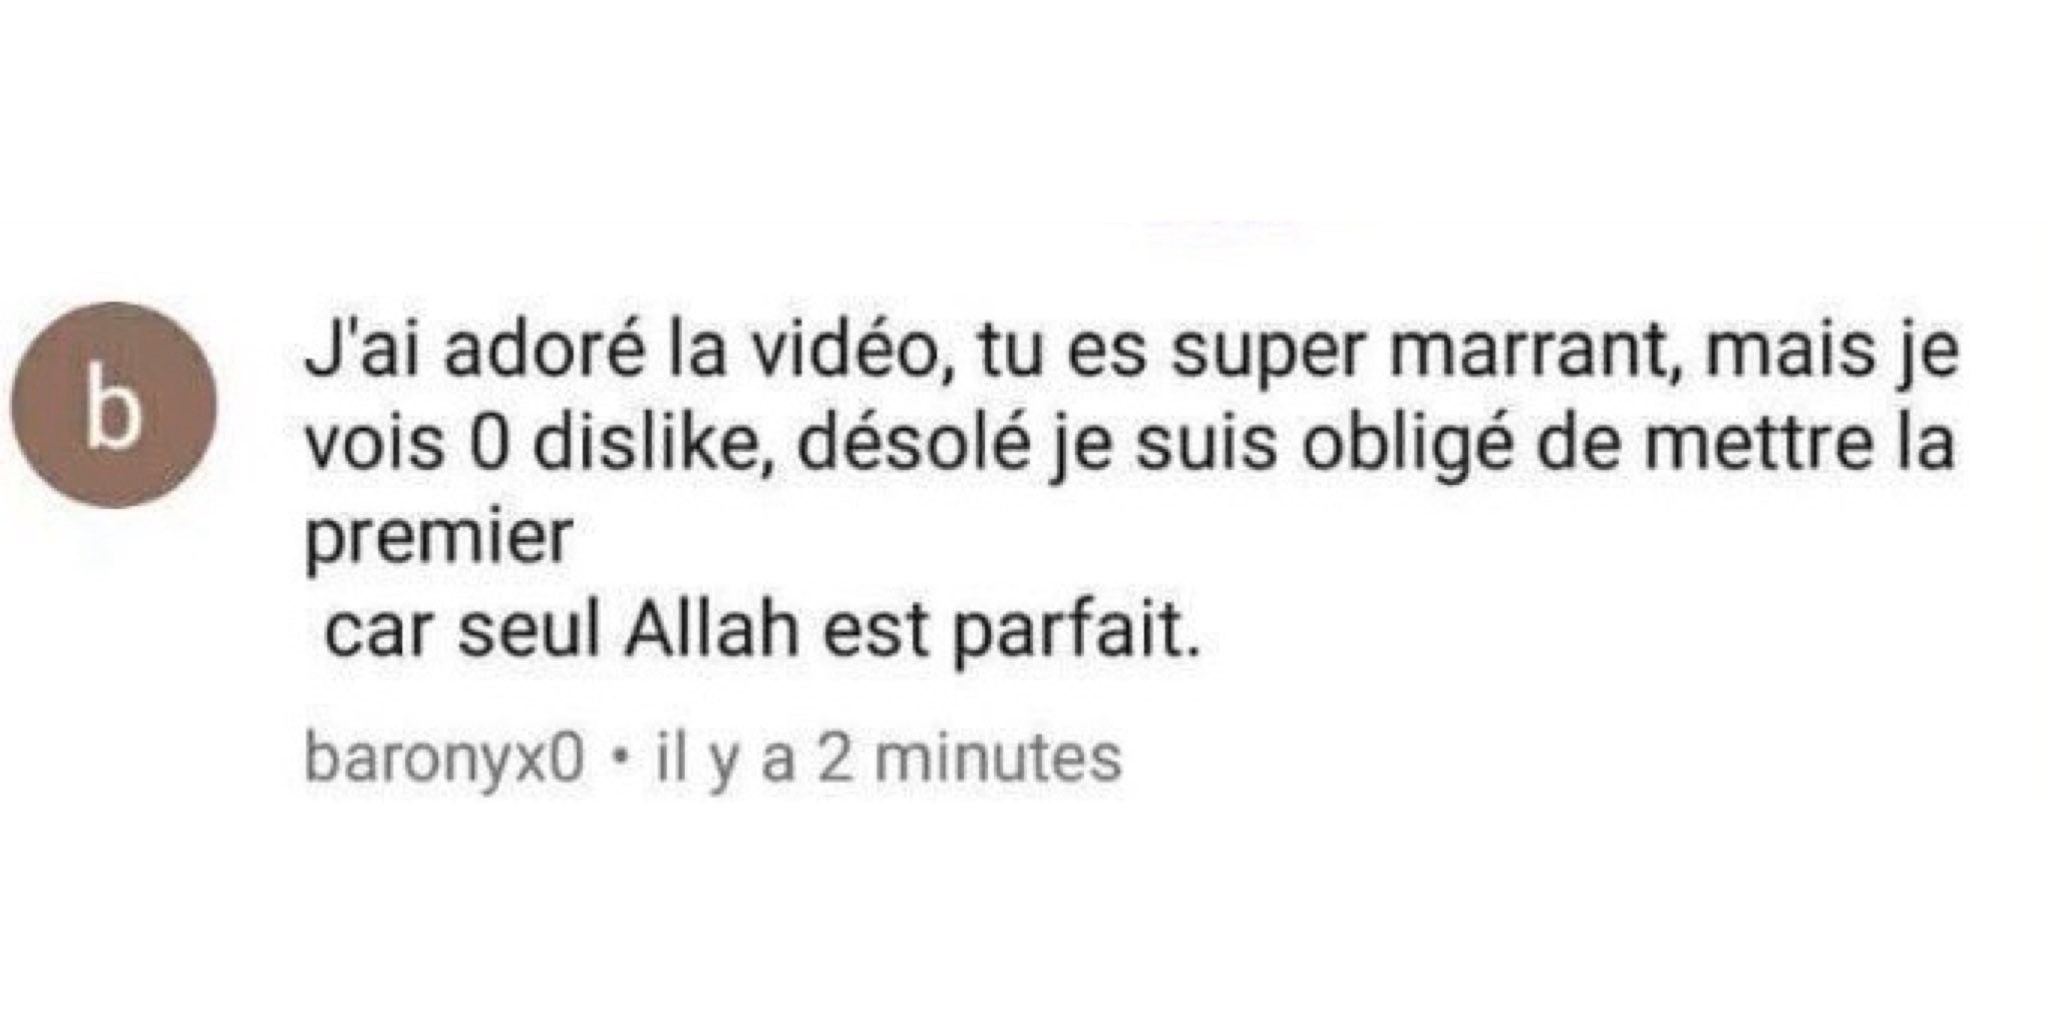 b
J'ai adoré la vidéo, tu es super marrant, mais je
vois 0 dislike, désolé je suis obligé de mettre la
premier
car seul Allah est parfait.
baronyx0 • il y a 2 minutes